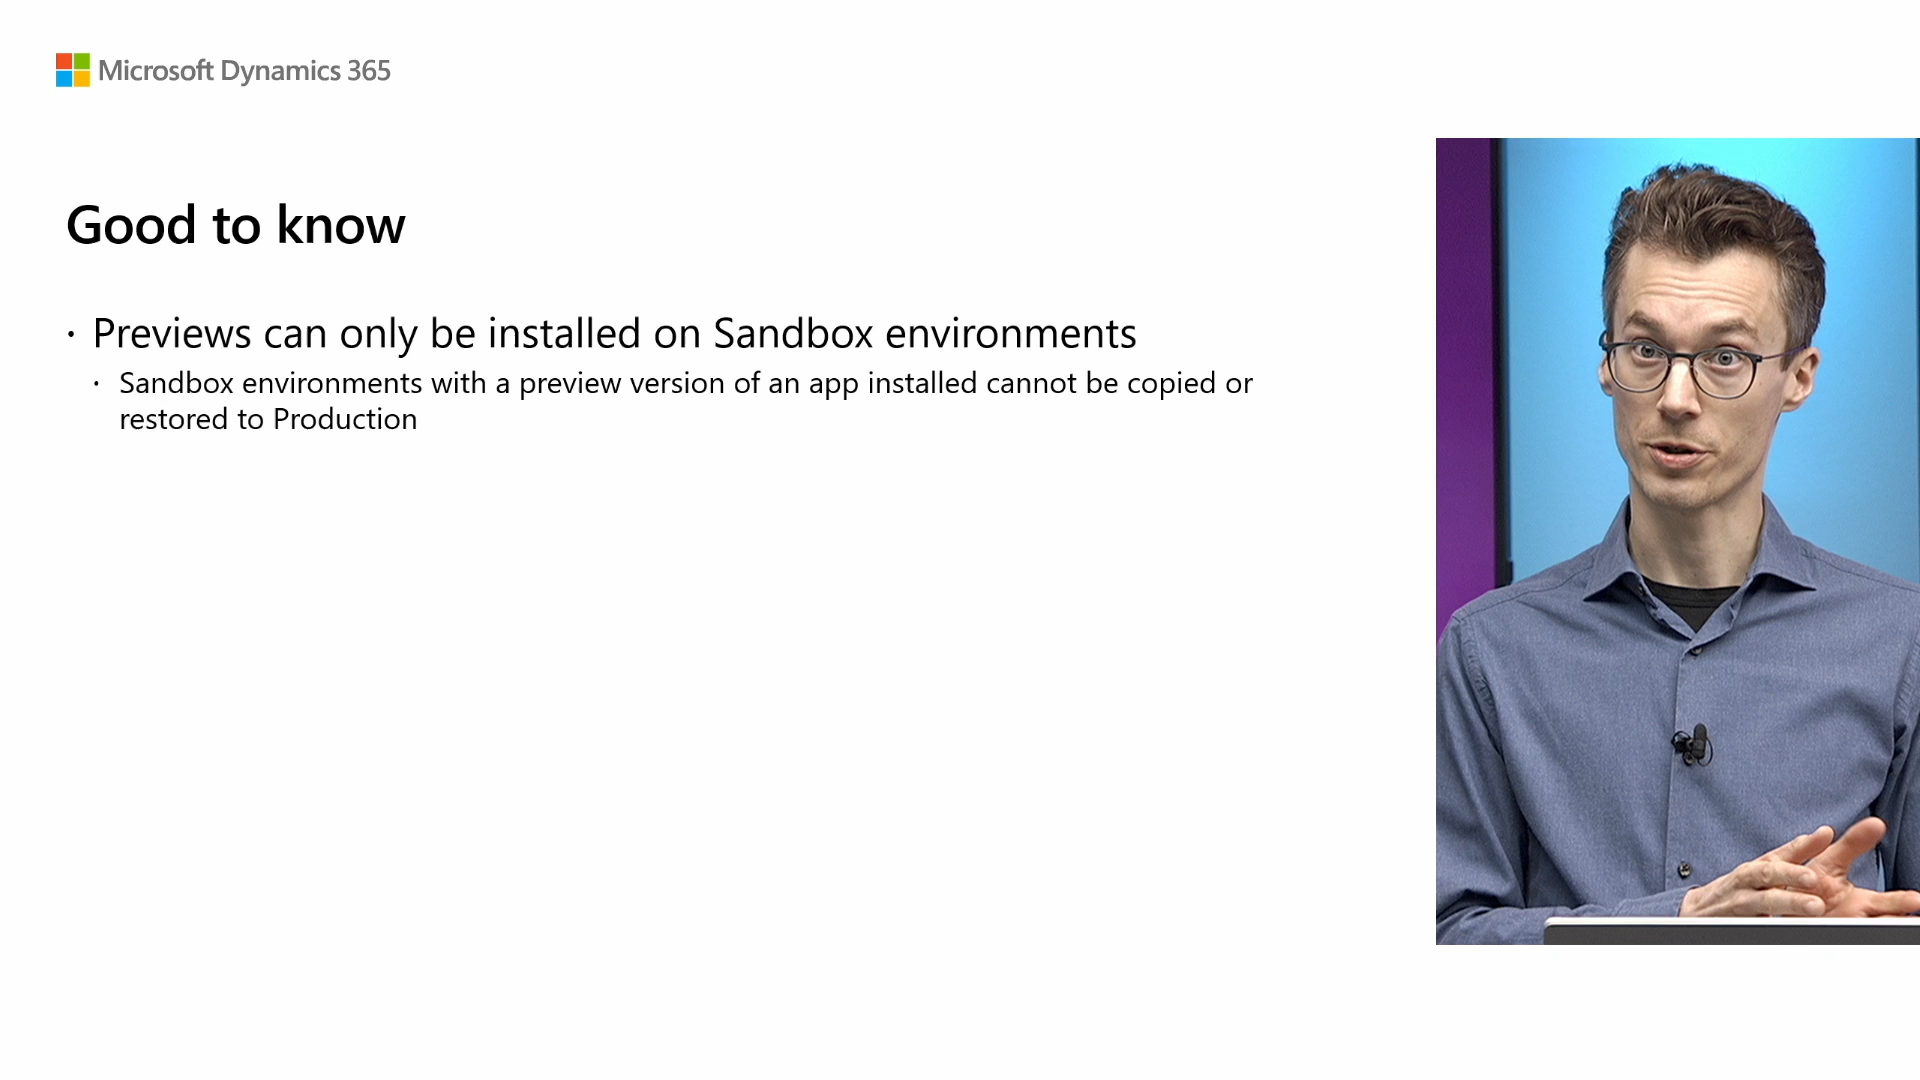 Microsoft Dynamics 365
Good to know
· Previews can only be installed on Sandbox environments
· Sandbox environments with a preview version of an app installed cannot be copied or
restored to Production